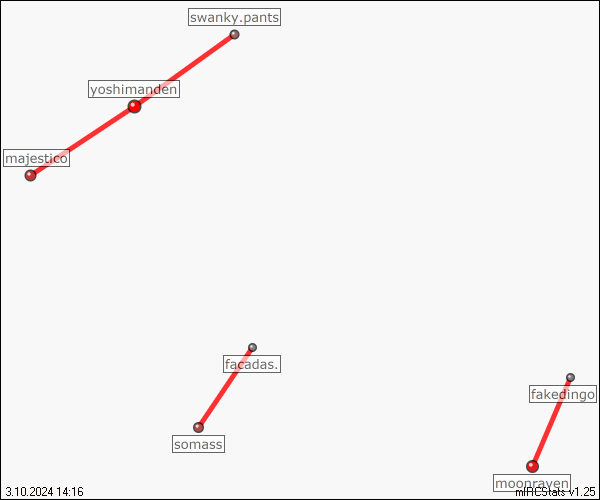 swanky.pants
yoshimanden
majestico
facadas.
fakedingo
somass
moonraven
3.10.2024 14:16
mIRCStats v1.25